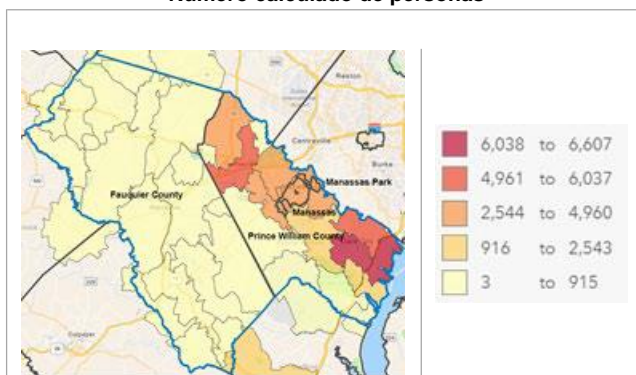 Número calculado de personas
Reston
Centreville
Burke
Manassas Park
Fauquier County
Manassas
Prince William County
Culpeper
6,038 to 6,607
4,961 to 6,037
2,544 to 4,960
916 to 2,543
3 to 915